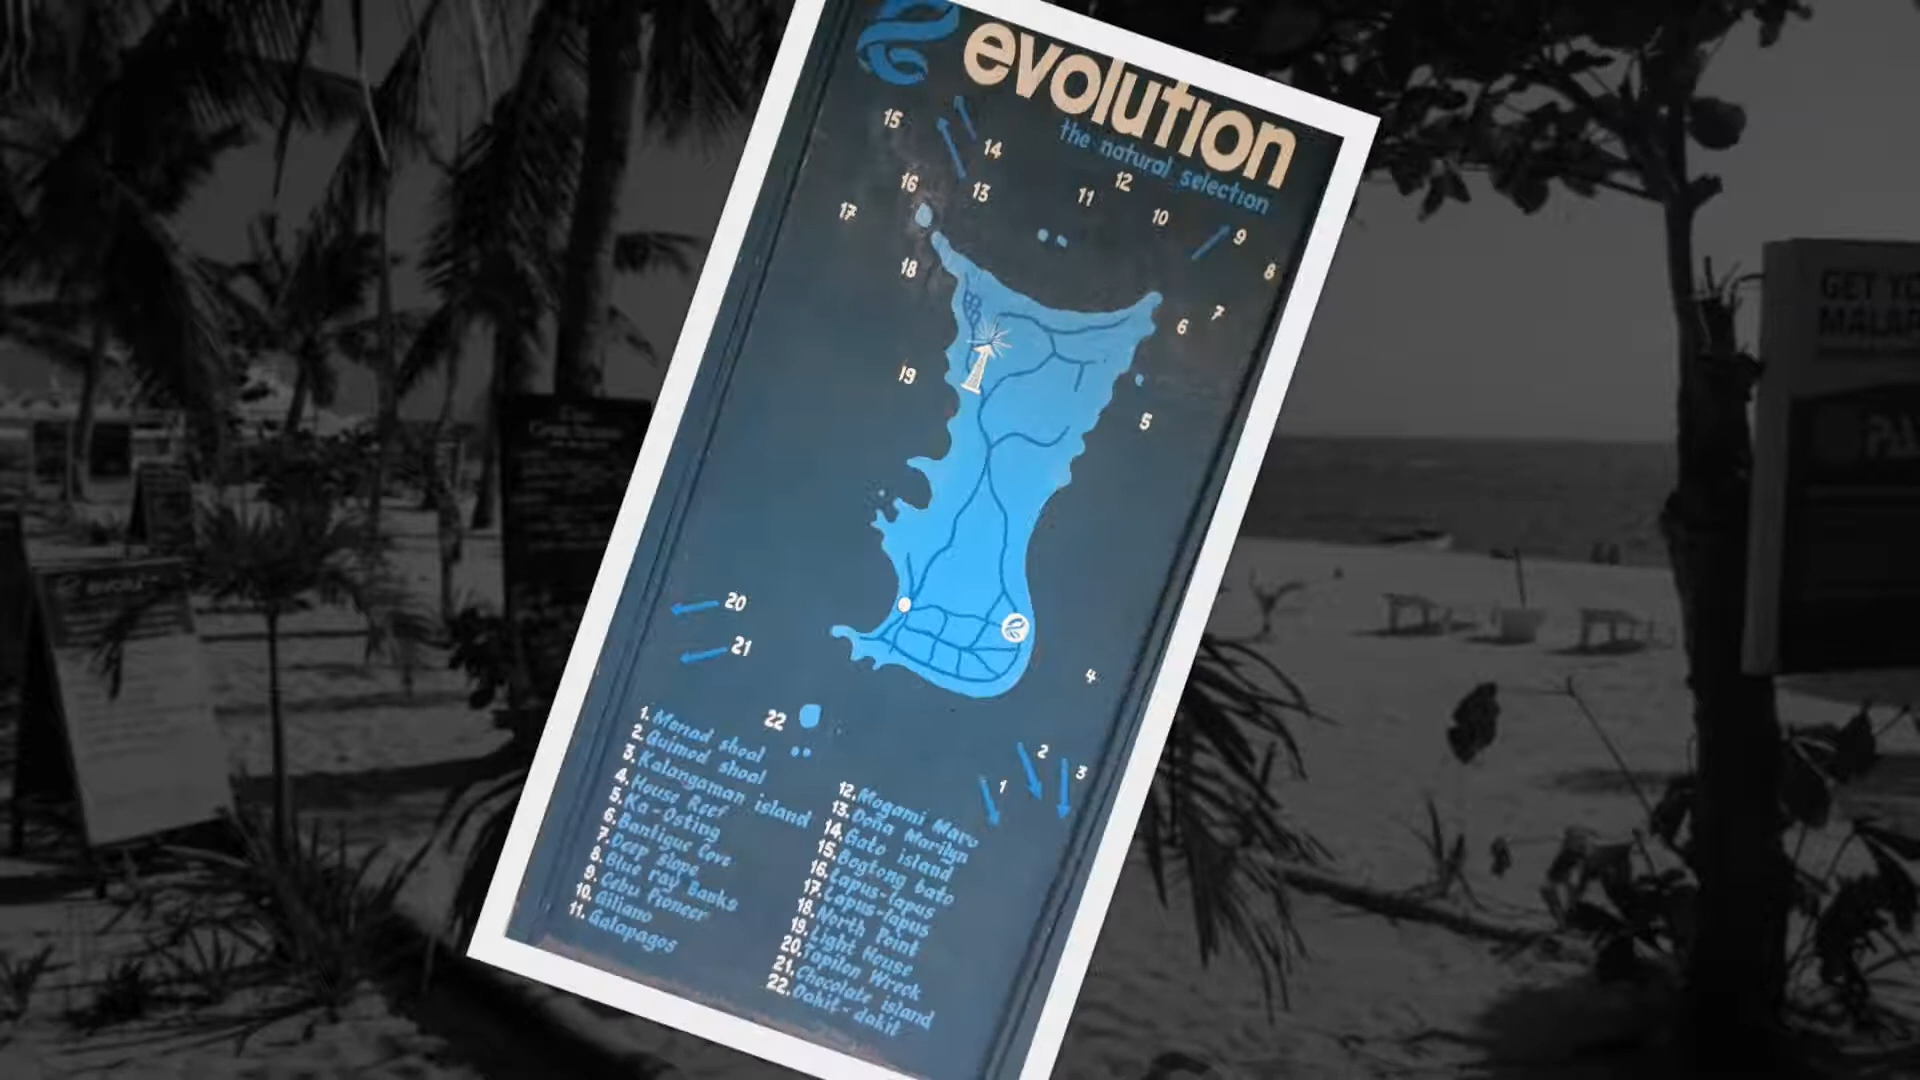 evolution
the natural selection
15
14
16
13
12
11
10
9
17
8
18
7
6
19
5
20
21
4
22
2
3
1
1. Monad shoal
2. Quimod shoal
3. Kalangaman island
4. House Reef
5. Ka-Osting
6. Bantigue Cove
7. Deep slope
8. Blue ray Banks
9. Cebu Pioneer
10. Giliano
11. Galapagos
12. Mogami Maru
13. Doña Marilyn
14. Gato island
15. Bogtong bato
16. Lapus-lapus
17. Lapus-lapus
18. North Point
19. Light House
20. Tapilon Wreck
21. Chocolate island
22. Dakit-dakit
GET YO
MALAP